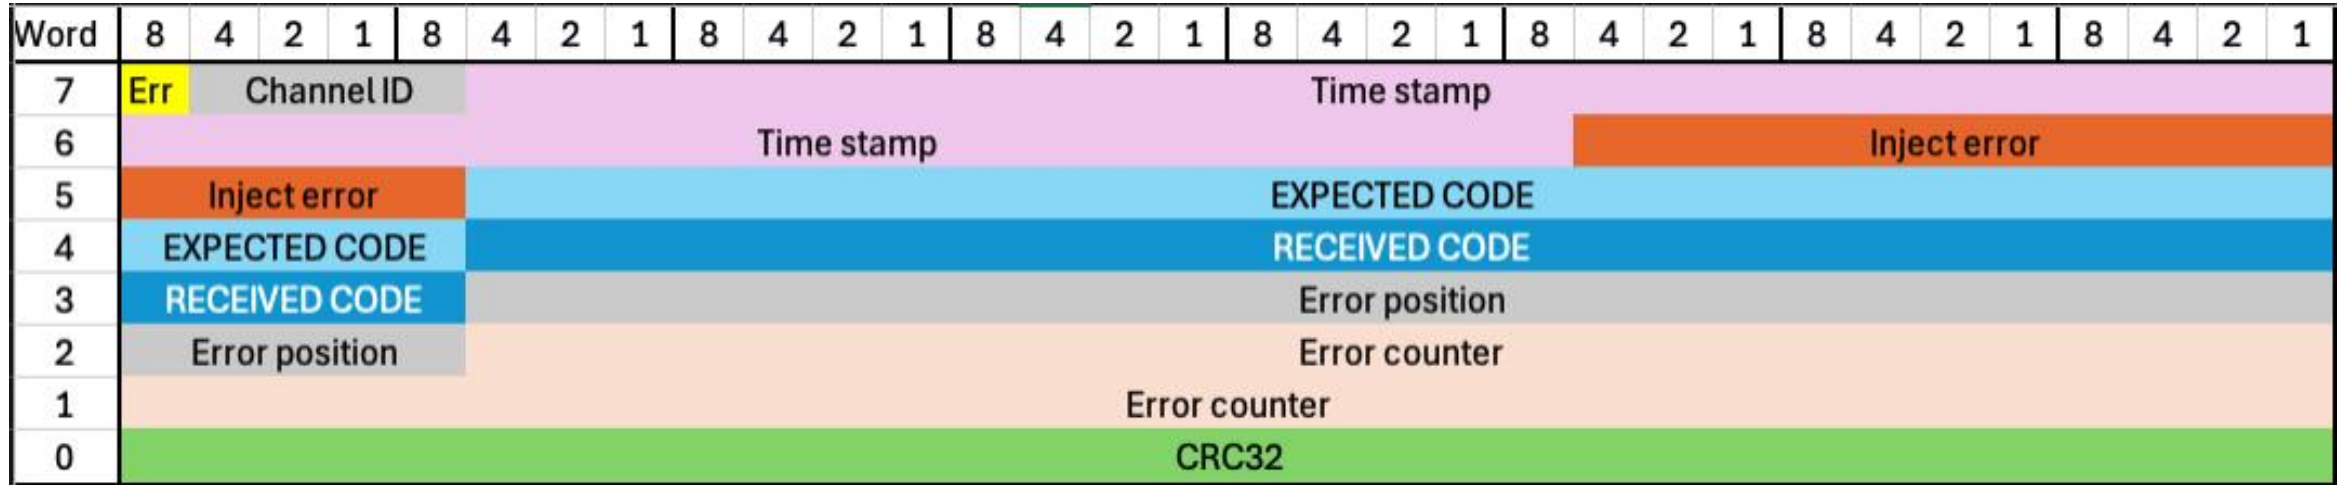 Word 8 4 2 1 8 4 2 1 8 4 2 1 8 4 2 1 8 4 2 1 8 4 2 1 8 4 2 1 8 4 2 1
7 Err Channel ID Time stamp
6 Time stamp Inject error
5 Inject error EXPECTED CODE
4 EXPECTED CODE RECEIVED CODE
3 RECEIVED CODE Error position
2 Error position Error counter
1 Error counter
0 CRC32